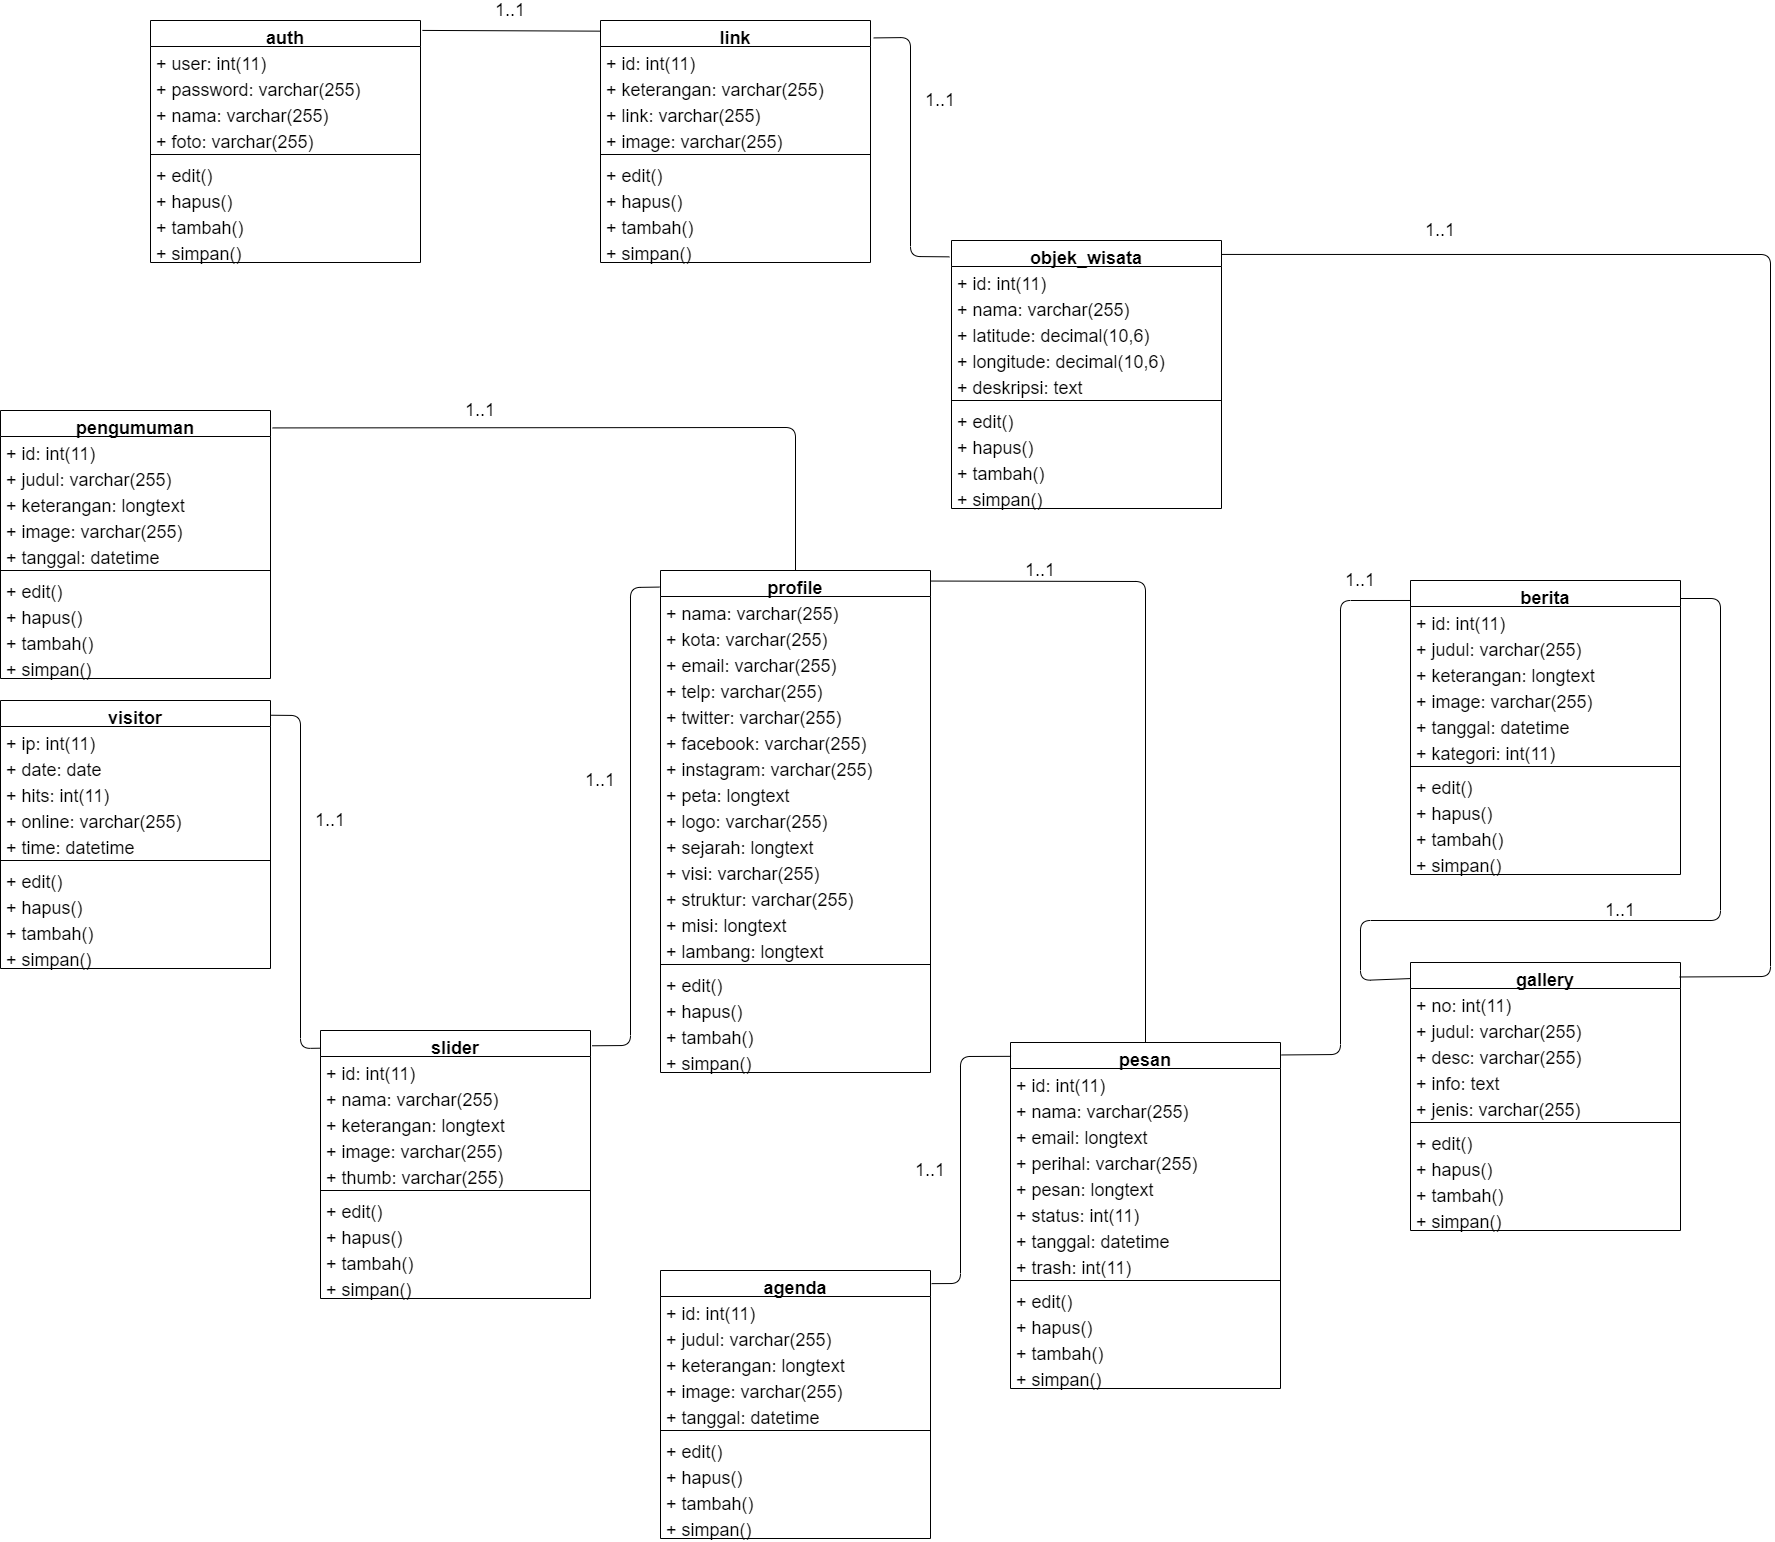 1..1
auth
+ user: int(11)
+ password: varchar(255)
+ nama: varchar(255)
+ foto: varchar(255)
+ edit()
+ hapus()
+ tambah()
+ simpan()
link
+ id: int(11)
+ keterangan: varchar(255)
+ link: varchar(255)
+ image: varchar(255)
+ edit()
+ hapus()
+ tambah()
+ simpan()
1..1
1..1
objek_wisata
+ id: int(11)
+ nama: varchar(255)
+ latitude: decimal(10,6)
+ longitude: decimal(10,6)
+ deskripsi: text
+ edit()
+ hapus()
+ tambah()
+ simpan()
1..1
pengumuman
+ id: int(11)
+ judul: varchar(255)
+ keterangan: longtext
+ image: varchar(255)
+ tanggal: datetime
+ edit()
+ hapus()
+ tambah()
+ simpan()
visitor
+ ip: int(11)
+ date: date
+ hits: int(11)
+ online: varchar(255)
+ time: datetime
+ edit()
+ hapus()
+ tambah()
+ simpan()
1..1
1..1
profile
+ nama: varchar(255)
+ kota: varchar(255)
+ email: varchar(255)
+ telp: varchar(255)
+ twitter: varchar(255)
+ facebook: varchar(255)
+ instagram: varchar(255)
+ peta: longtext
+ logo: varchar(255)
+ sejarah: longtext
+ visi: varchar(255)
+ struktur: varchar(255)
+ misi: longtext
+ lambang: longtext
+ edit()
+ hapus()
+ tambah()
+ simpan()
1..1
1..1
berita
+ id: int(11)
+ judul: varchar(255)
+ keterangan: longtext
+ image: varchar(255)
+ tanggal: datetime
+ kategori: int(11)
+ edit()
+ hapus()
+ tambah()
+ simpan()
1..1
gallery
+ no: int(11)
+ judul: varchar(255)
+ desc: varchar(255)
+ info: text
+ jenis: varchar(255)
+ edit()
+ hapus()
+ tambah()
+ simpan()
slider
+ id: int(11)
+ nama: varchar(255)
+ keterangan: longtext
+ image: varchar(255)
+ thumb: varchar(255)
+ edit()
+ hapus()
+ tambah()
+ simpan()
1..1
pesan
+ id: int(11)
+ nama: varchar(255)
+ email: longtext
+ perihal: varchar(255)
+ pesan: longtext
+ status: int(11)
+ tanggal: datetime
+ trash: int(11)
+ edit()
+ hapus()
+ tambah()
+ simpan()
agenda
+ id: int(11)
+ judul: varchar(255)
+ keterangan: longtext
+ image: varchar(255)
+ tanggal: datetime
+ edit()
+ hapus()
+ tambah()
+ simpan()